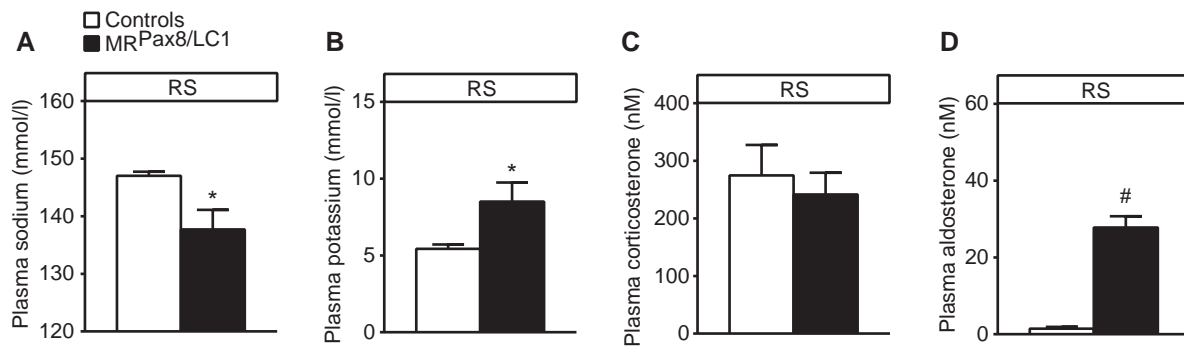 Controls
MRPax8/LC1
A
RS
Plasma sodium (mmol/l)
160
150
140
130
120
*
B
RS
Plasma potassium (mmol/l)
15
10
5
0
*
C
RS
Plasma corticosterone (nM)
400
300
200
100
0
D
RS
Plasma aldosterone (nM)
60
40
20
0
#